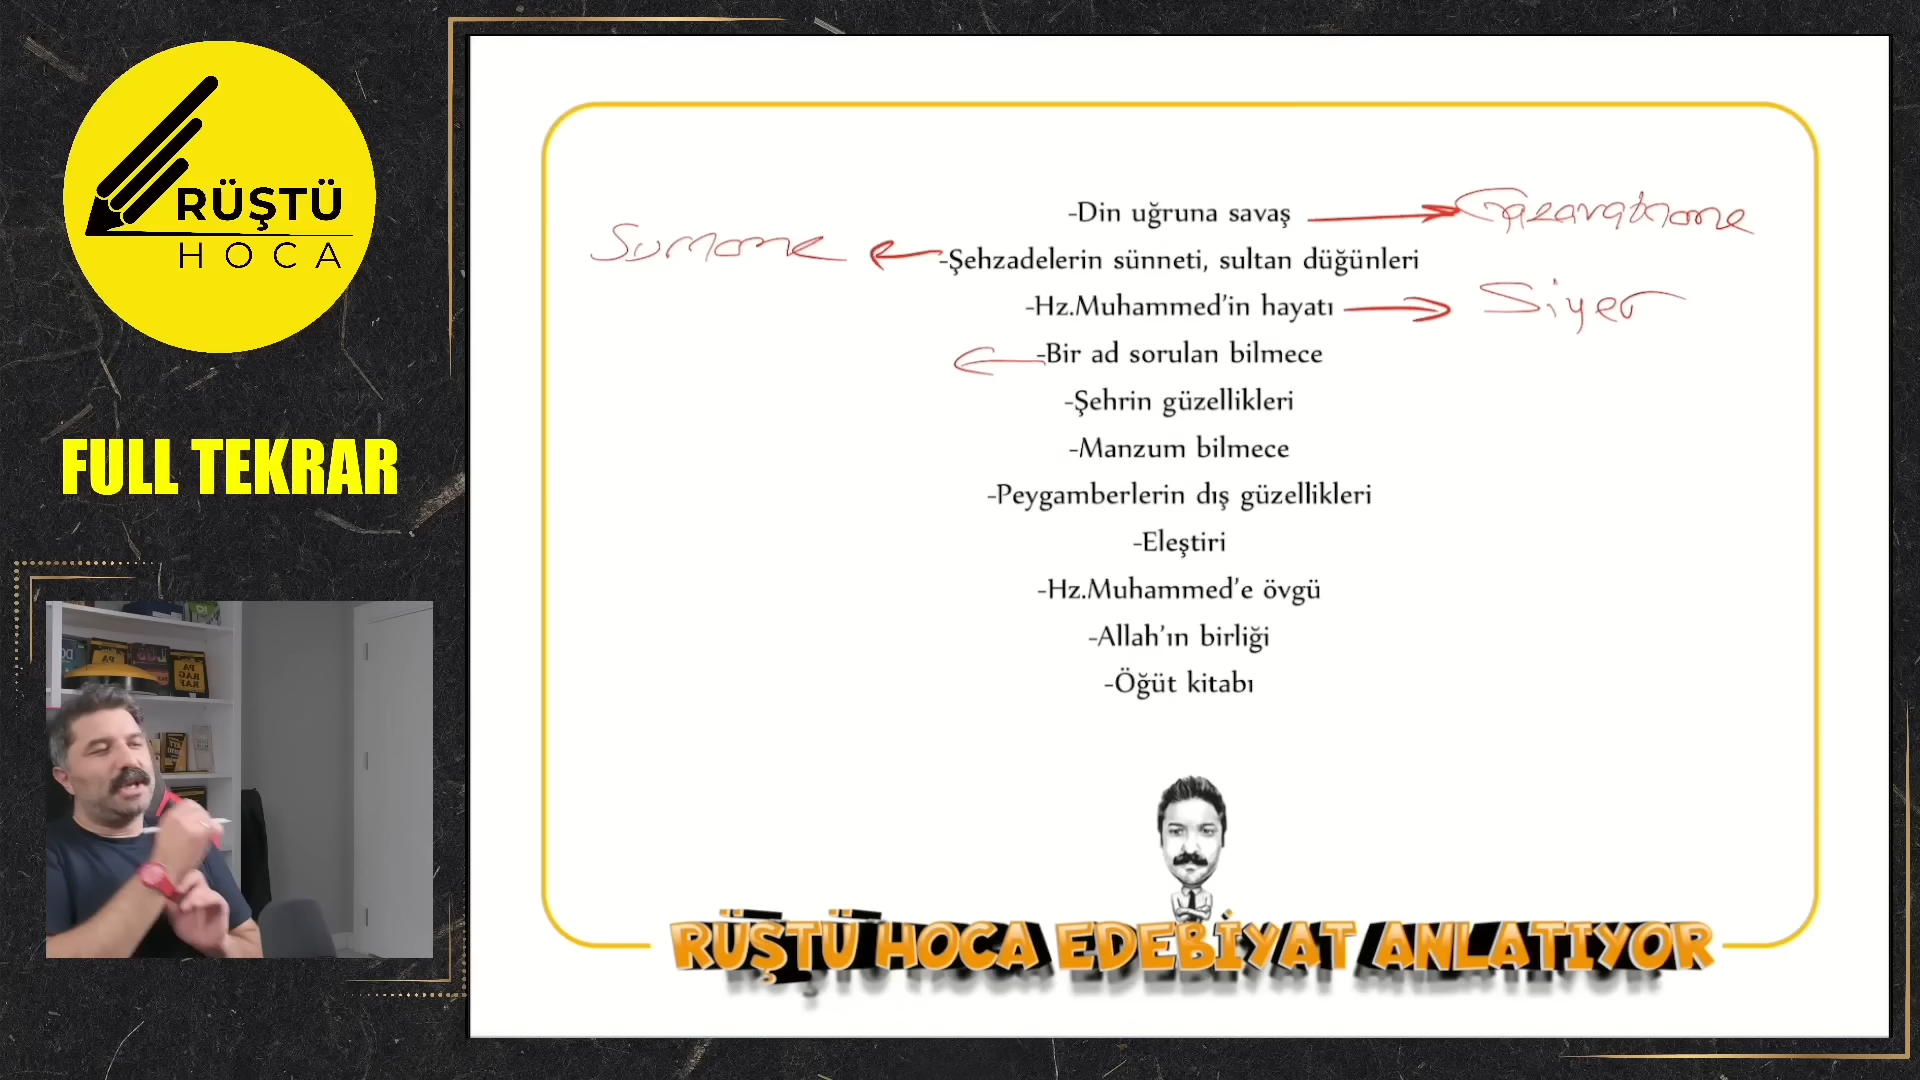 RÜŞTÜ
HOCA
FULL TEKRAR
-Din uğruna savaş Gazavatname
Surname -Şehzadelerin sünneti, sultan düğünleri
-Hz.Muhammed'in hayatı Siyer
-Bir ad sorulan bilmece
-Şehrin güzellikleri
-Manzum bilmece
-Peygamberlerin dış güzellikleri
-Eleştiri
-Hz.Muhammed'e övgü
-Allah'ın birliği
-Öğüt kitabı
RÜŞTÜ HOCA EDEBİYAT ANLATIYOR